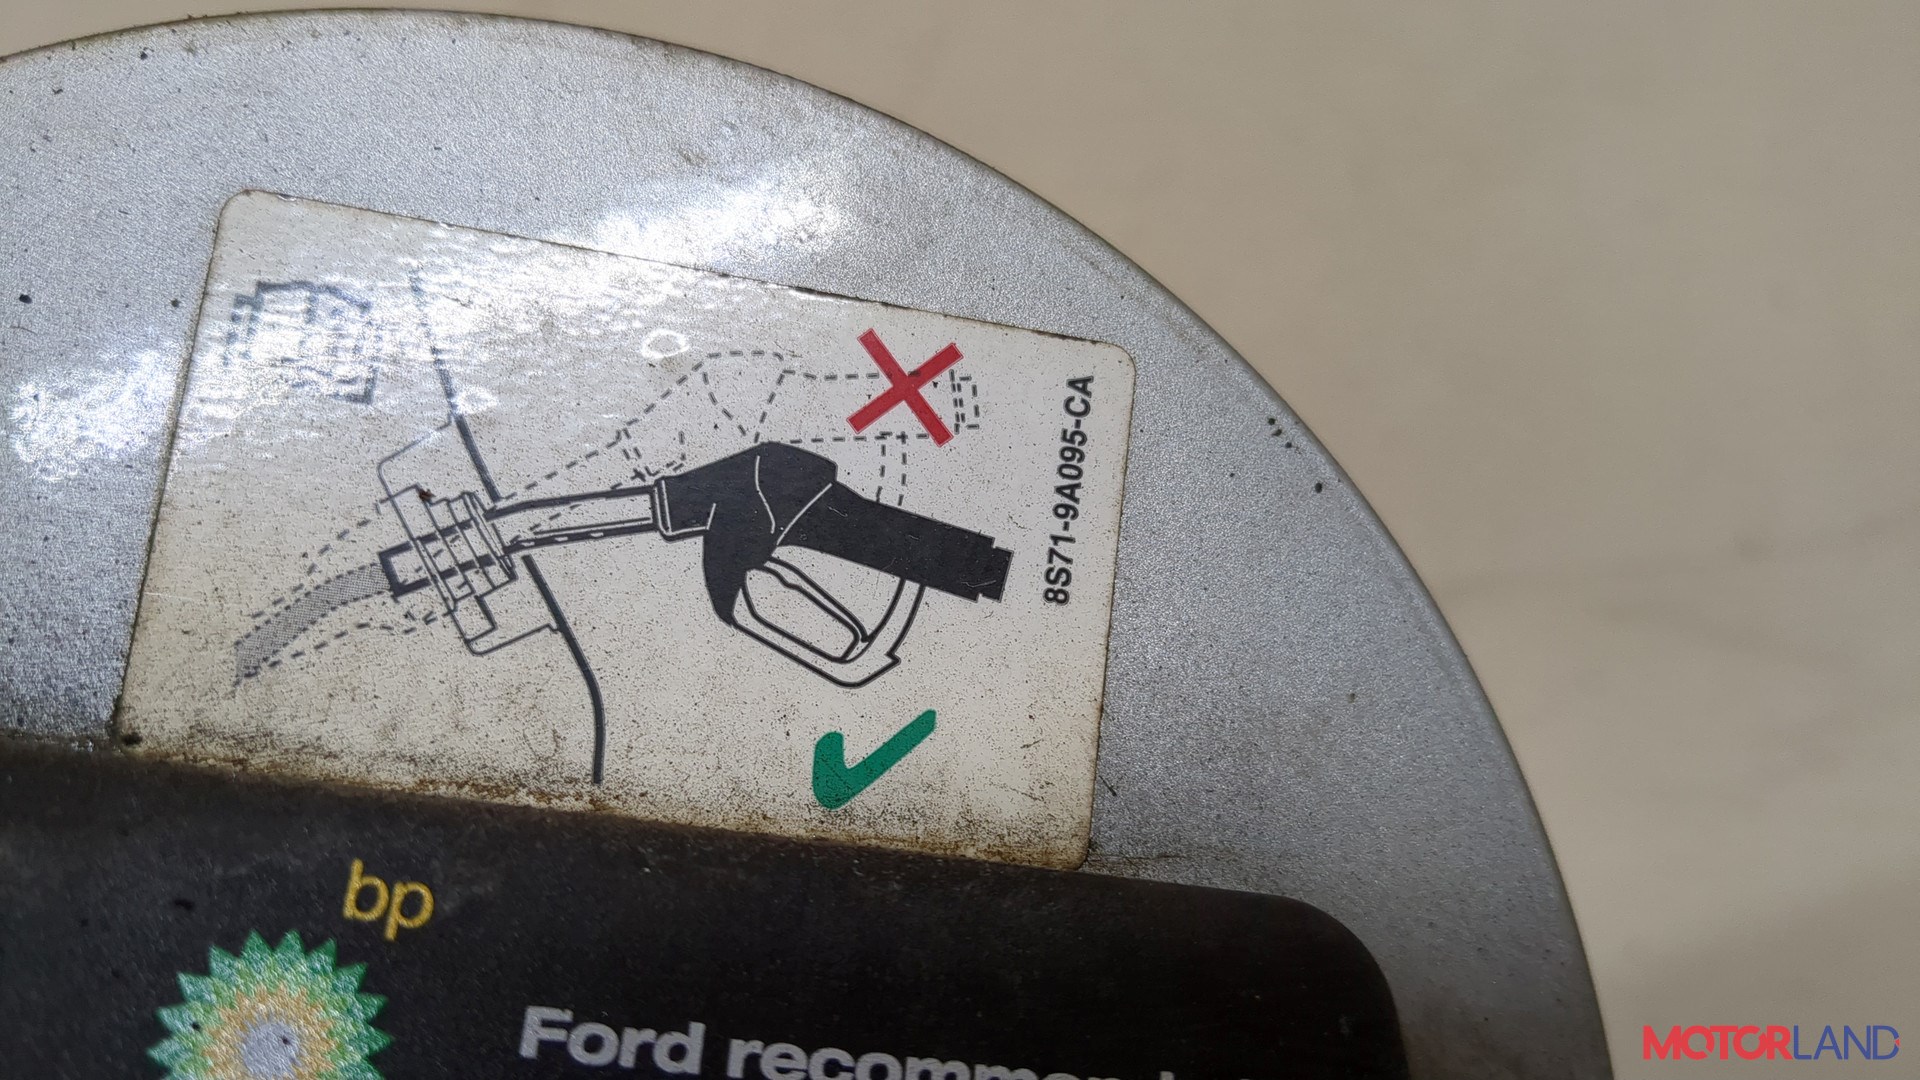 8S71-9A095-CA
bp
Ford
MOTORLAND